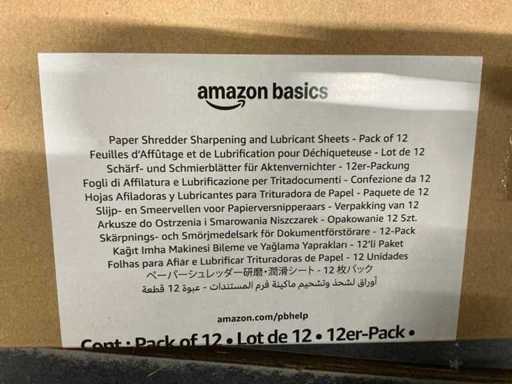 amazon basics
Paper Shredder Sharpening and Lubricant Sheets - Pack of 12
Feuilles d'Affûtage et de Lubrification pour Déchiqueteuse - Lot de 12
Schärf- und Schmierblätter für Aktenvernichter - 12er-Packung
Fogli di Affilatura e Lubrificazione per Tritadocumenti - Confezione da 12
Hojas Afiladoras y Lubricantes para Trituradora de Papel - Paquete de 12
Slijp- en Smeervellen voor Papierversnipperaars - Verpakking van 12
Arkusze do Ostrzenia i Smarowania Niszczarek - Opakowanie 12 Szt.
Skärpnings- och Smörjmedelsark för Dokumentförstörare - 12-Pack
Kağıt Imha Makinesi Bileme ve Yağlama Yaprakları - 12'li Paket
Folhas para Afiar e Lubrificar Trituradoras de Papel - 12 Unidades
ペーパーシュレッダー研磨・潤滑シート - 12 枚パック
أوراق لشحذ وتشحيم ماكينة فرم المستندات - عبوة 12 قطعة
amazon.com/pbhelp
Cont.: Pack of 12 • Lot de 12 • 12er-Pack •